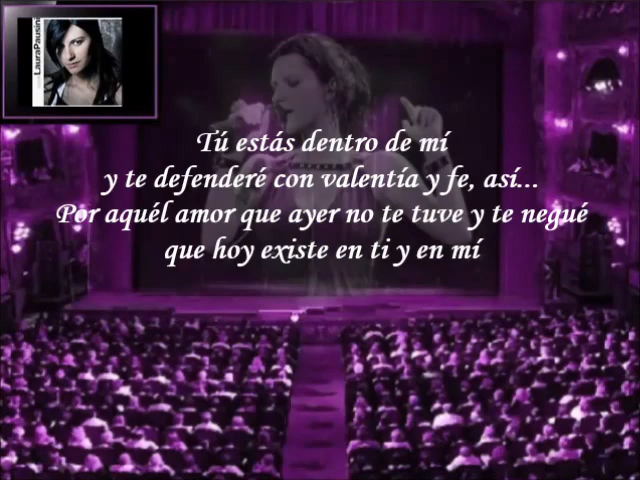 LauraPausini
Tú estás dentro de mí
y te defenderé con valentía y fe, así...
Por aquél amor que ayer no te tuve y te negué
que hoy existe en ti y en mí